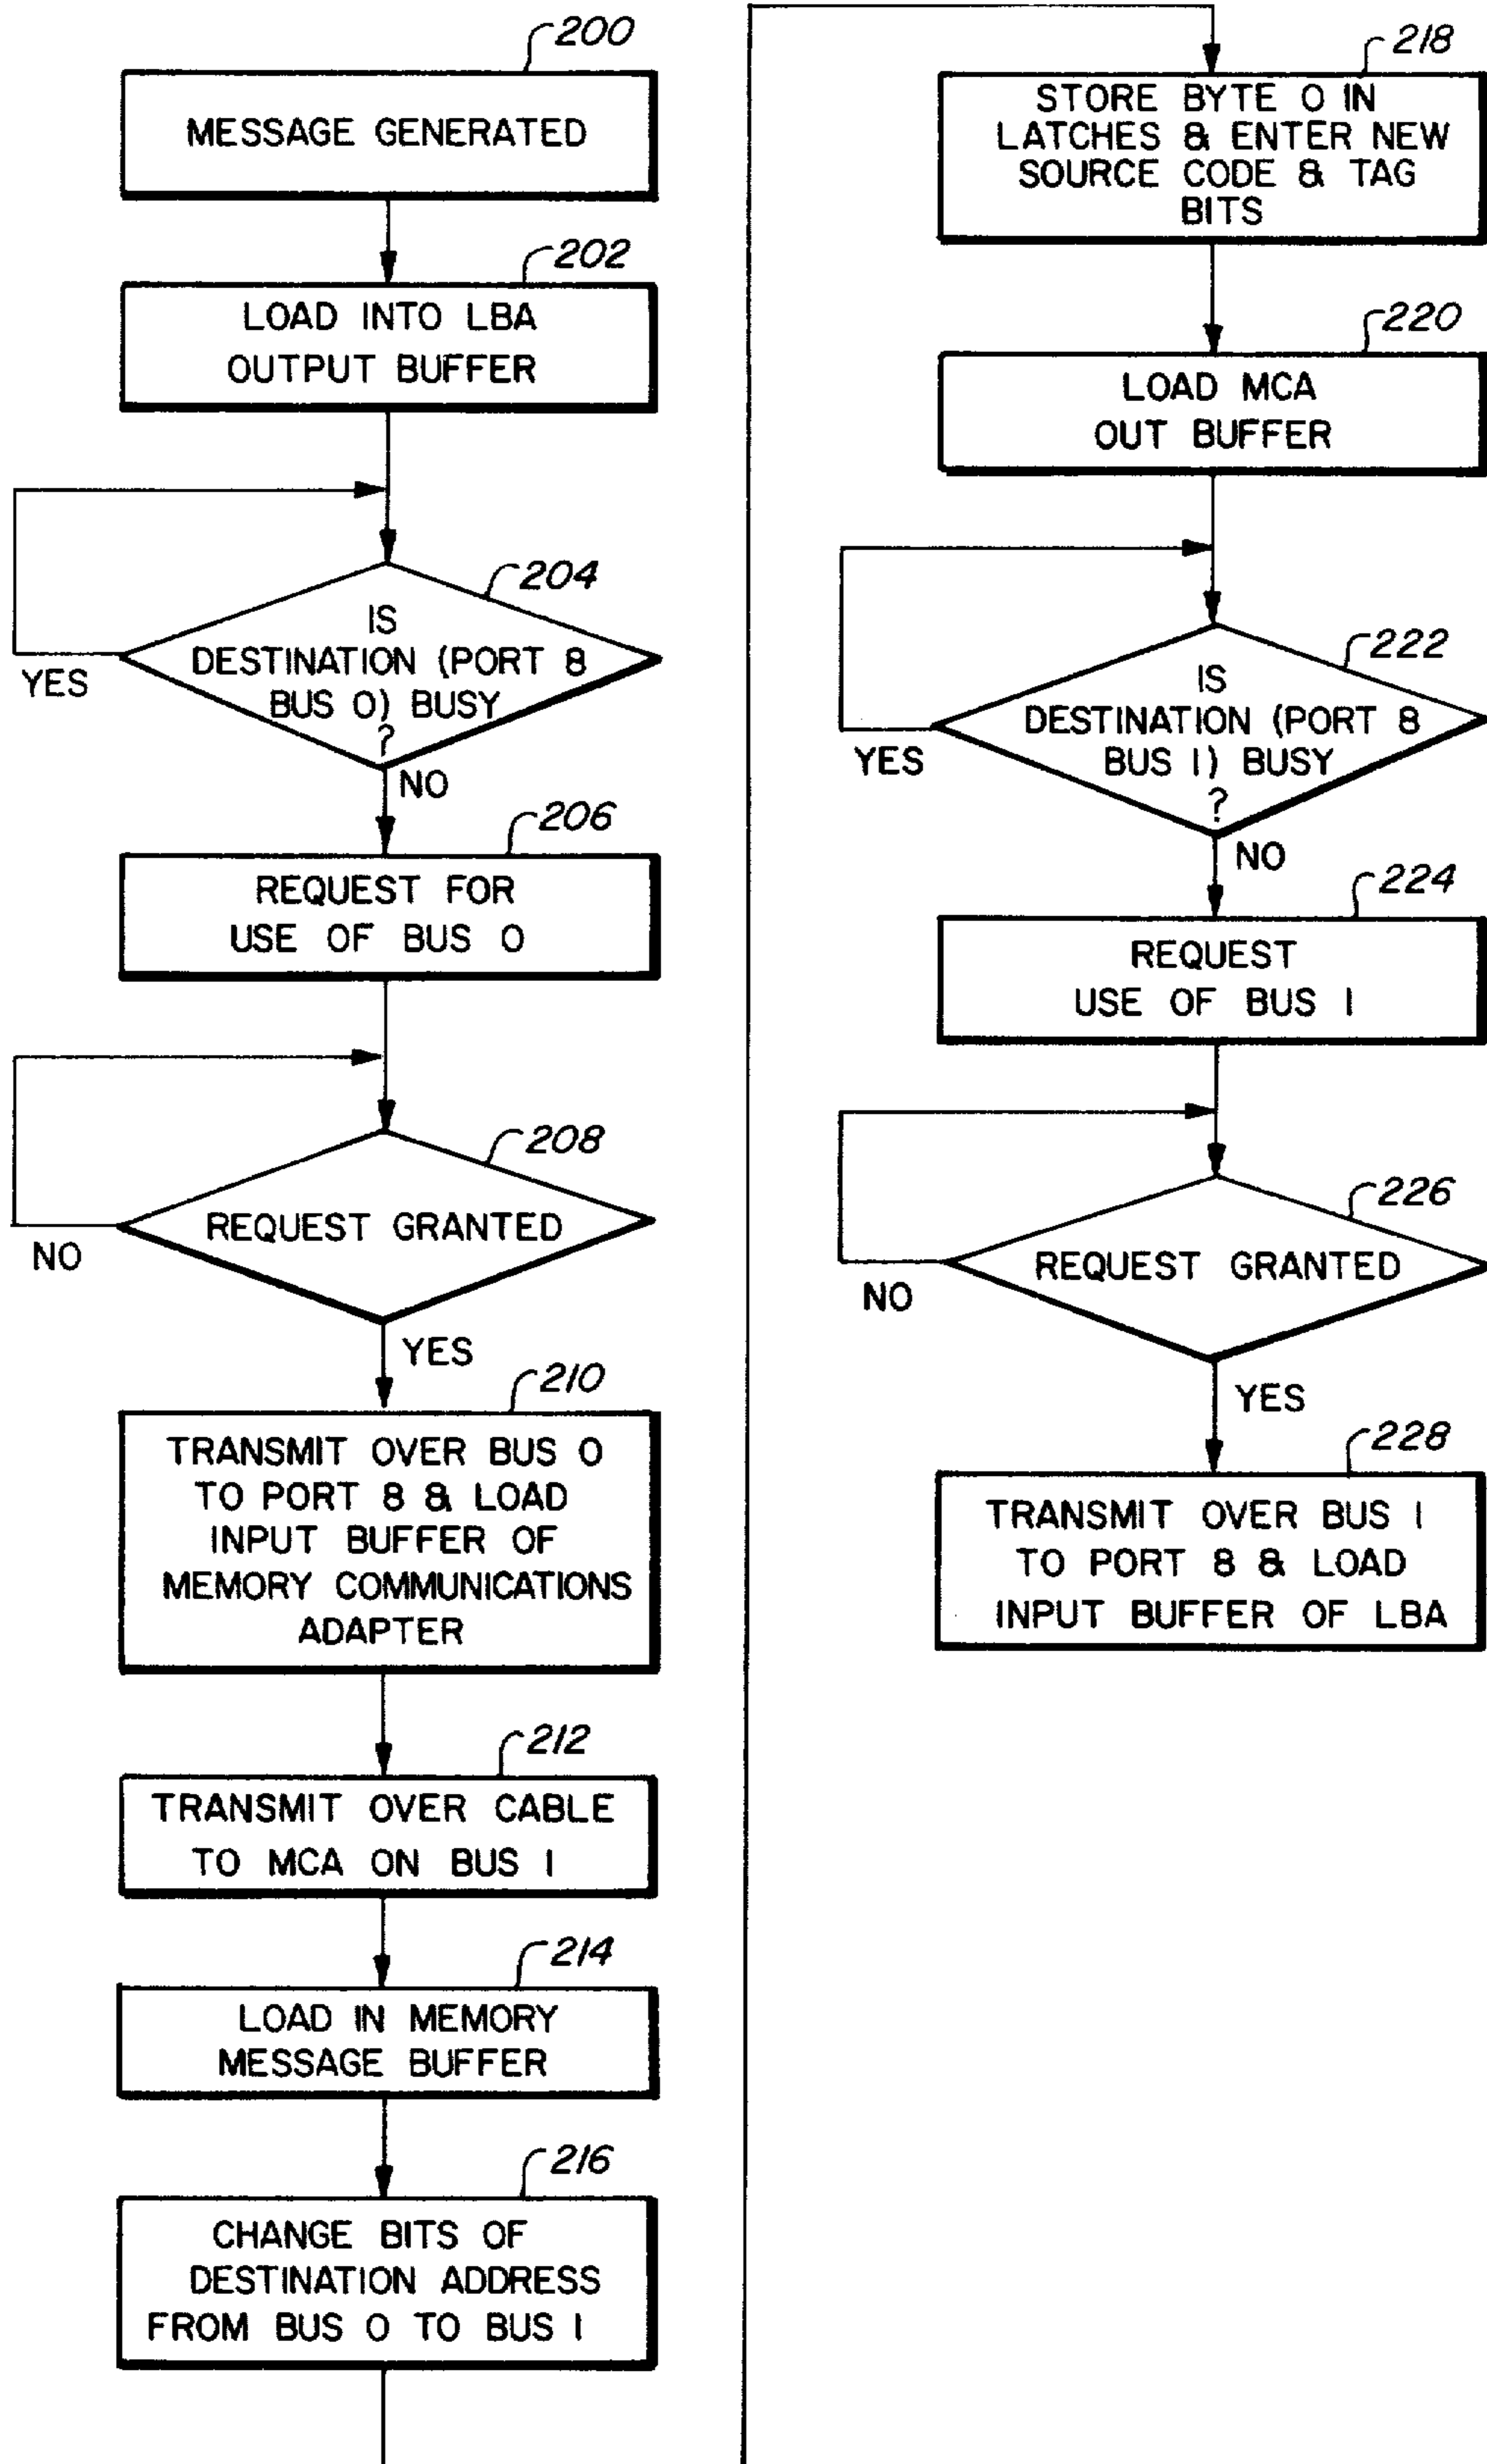 200
MESSAGE GENERATED
202
LOAD INTO LBA
OUTPUT BUFFER
204
IS
DESTINATION (PORT 8
BUS 0) BUSY
?
YES
NO
206
REQUEST FOR
USE OF BUS 0
208
REQUEST GRANTED
NO
YES
210
TRANSMIT OVER BUS 0
TO PORT 8 & LOAD
INPUT BUFFER OF
MEMORY COMMUNICATIONS
ADAPTER
212
TRANSMIT OVER CABLE
TO MCA ON BUS 1
214
LOAD IN MEMORY
MESSAGE BUFFER
216
CHANGE BITS OF
DESTINATION ADDRESS
FROM BUS 0 TO BUS 1
218
STORE BYTE 0 IN
LATCHES & ENTER NEW
SOURCE CODE & TAG
BITS
220
LOAD MCA
OUT BUFFER
222
IS
DESTINATION (PORT 8
BUS 1) BUSY
?
YES
NO
224
REQUEST
USE OF BUS 1
226
REQUEST GRANTED
NO
YES
228
TRANSMIT OVER BUS 1
TO PORT 8 & LOAD
INPUT BUFFER OF LBA